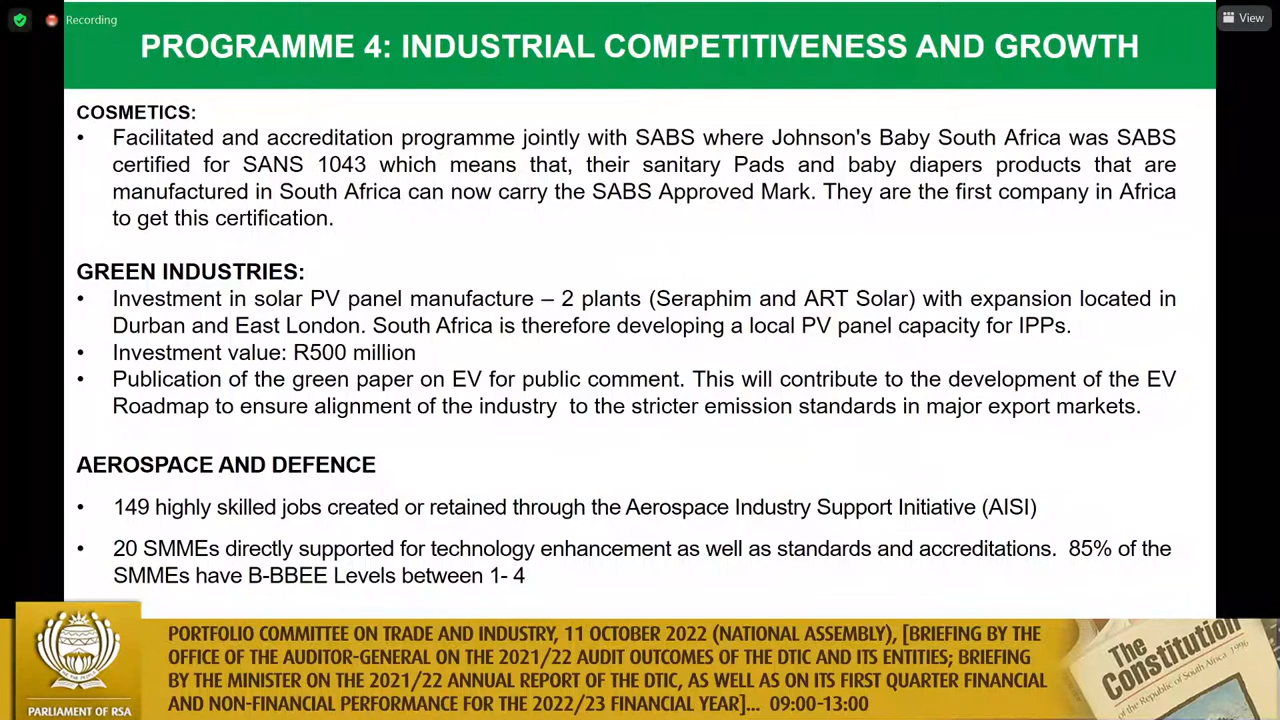 Recording
View
PROGRAMME 4: INDUSTRIAL COMPETITIVENESS AND GROWTH
COSMETICS:
• Facilitated and accreditation programme jointly with SABS where Johnson's Baby South Africa was SABS
certified for SANS 1043 which means that, their sanitary Pads and baby diapers products that are
manufactured in South Africa can now carry the SABS Approved Mark. They are the first company in Africa
to get this certification.
GREEN INDUSTRIES:
• Investment in solar PV panel manufacture – 2 plants (Seraphim and ART Solar) with expansion located in
Durban and East London. South Africa is therefore developing a local PV panel capacity for IPPs.
• Investment value: R500 million
• Publication of the green paper on EV for public comment. This will contribute to the development of the EV
Roadmap to ensure alignment of the industry  to the stricter emission standards in major export markets.
AEROSPACE AND DEFENCE
• 149 highly skilled jobs created or retained through the Aerospace Industry Support Initiative (AISI)
• 20 SMMEs directly supported for technology enhancement as well as standards and accreditations.  85% of the
SMMEs have B-BBEE Levels between 1- 4
PORTFOLIO COMMITTEE ON TRADE AND INDUSTRY, 11 OCTOBER 2022 (NATIONAL ASSEMBLY), [BRIEFING BY THE
OFFICE OF THE AUDITOR-GENERAL ON THE 2021/22 AUDIT OUTCOMES OF THE DTIC AND ITS ENTITIES; BRIEFING
BY THE MINISTER ON THE 2021/22 ANNUAL REPORT OF THE DTIC, AS WELL AS ON ITS FIRST QUARTER FINANCIAL
AND NON-FINANCIAL PERFORMANCE FOR THE 2022/23 FINANCIAL YEAR]...  09:00-13:00
PARLIAMENT OF RSA
The
Constitution
of the Republic of South Africa 1996